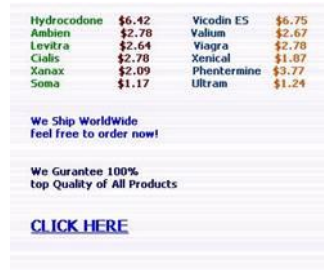 Hydrocodone $6.42 Vicodin ES $6.75
Ambien $2.78 Valium $2.67
Levitra $2.64 Viagra $2.78
Cialis $2.78 Xenical $1.87
Xanax $2.09 Phentermine $3.77
Soma $1.17 Ultram $1.24
We Ship WorldWide
feel free to order now!
We Gurantee 100%
top Quality of All Products
CLICK HERE